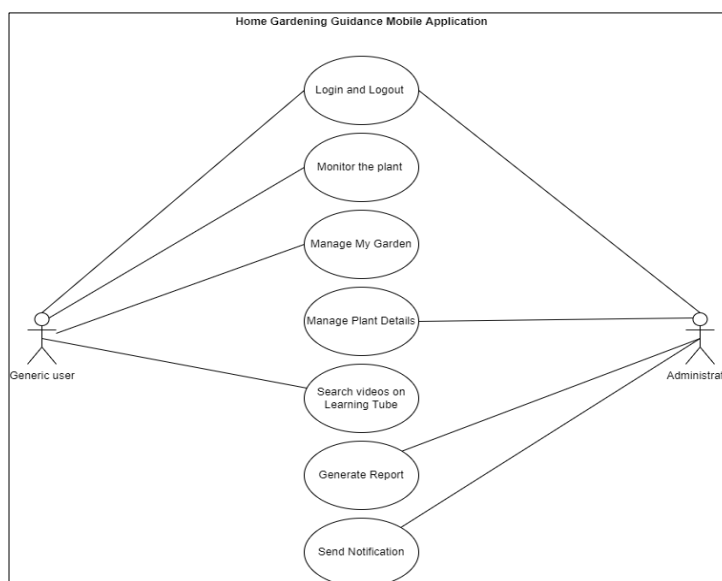 Home Gardening Guidance Mobile Application
Login and Logout
Monitor the plant
Manage My Garden
Manage Plant Details
Generic user
Administrat
Search videos on
Learning Tube
Generate Report
Send Notification